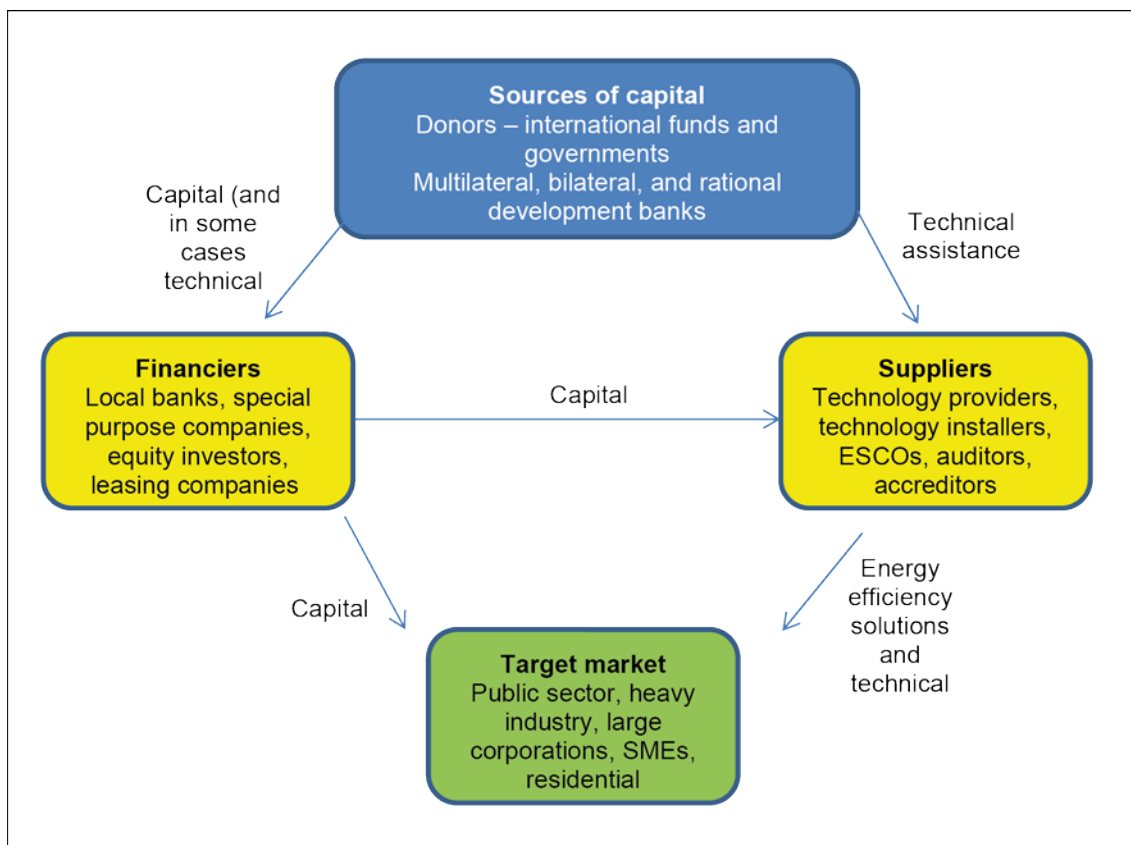 Sources of capital
Donors – international funds and
governments
Multilateral, bilateral, and rational
development banks
Capital (and
in some
cases
technical
Technical
assistance
Financiers
Local banks, special
purpose companies,
equity investors,
leasing companies
Capital
Suppliers
Technology providers,
technology installers,
ESCOs, auditors,
accreditors
Capital
Energy
efficiency
solutions
and
technical
Target market
Public sector, heavy
industry, large
corporations, SMEs,
residential